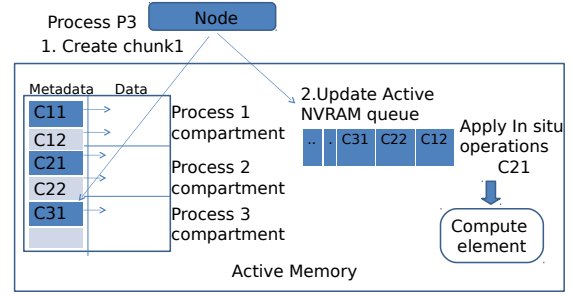 Process P3
Node
1. Create chunk1
Metadata Data
C11
C12
C21
C22
C31
Process 1
compartment
Process 2
compartment
Process 3
compartment
2.Update Active
NVRAM queue
.. . C31 C22 C12
Apply In situ
operations
C21
Compute
element
Active Memory